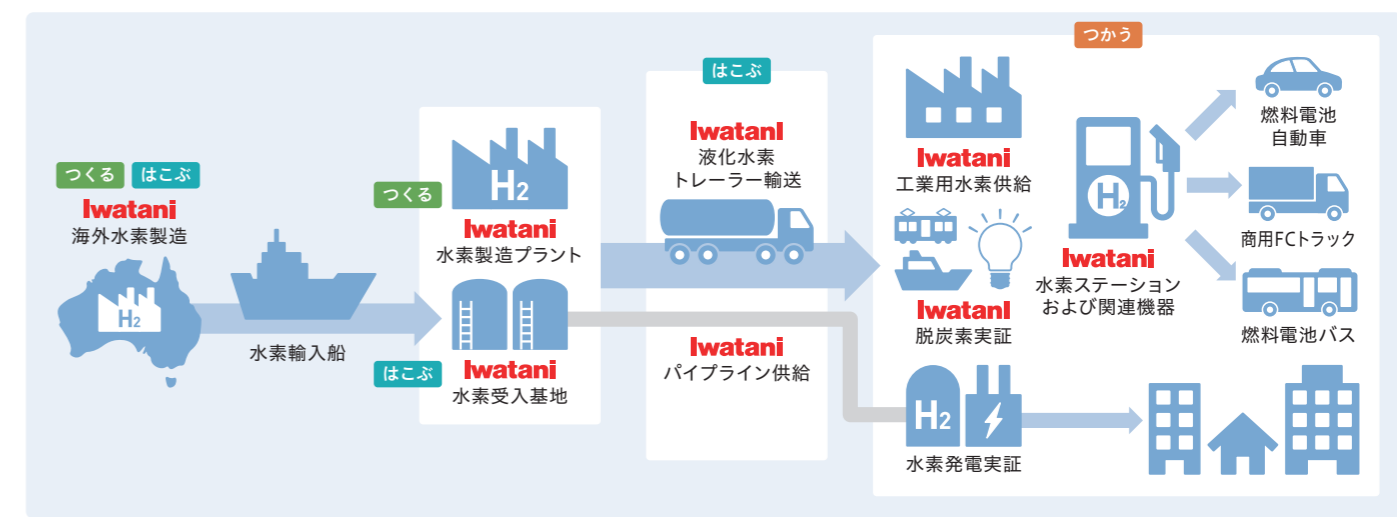 つくる
はこぶ
Iwatani
海外水素製造
H2
水素輸入船
つくる
H2
Iwatani
水素製造プラント
はこぶ
Iwatani
水素受入基地
はこぶ
Iwatani
液化水素
トレーラー輸送
Iwatani
パイプライン供給
つかう
Iwatani
工業用水素供給
Iwatani
脱炭素実証
H2
水素発電実証
H2
Iwatani
水素ステーション
および関連機器
燃料電池
自動車
商用FCトラック
燃料電池バス